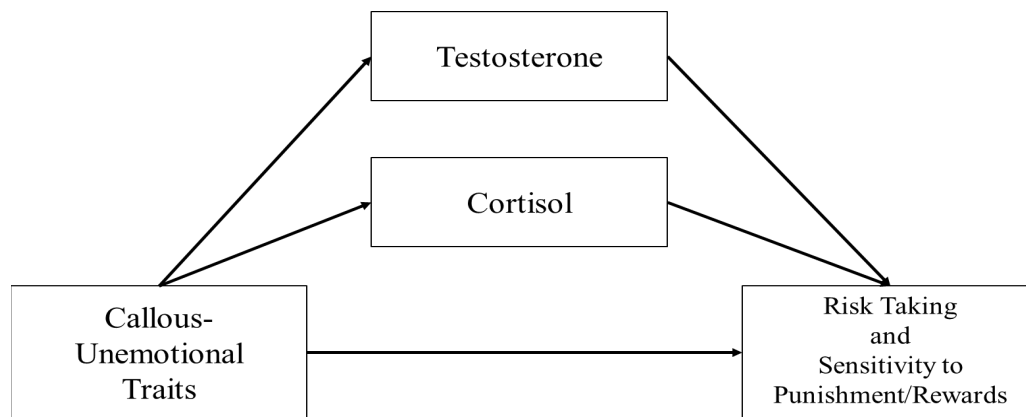 Testosterone
Cortisol
Callous-
Unemotional
Traits
Risk Taking
and
Sensitivity to
Punishment/Rewards